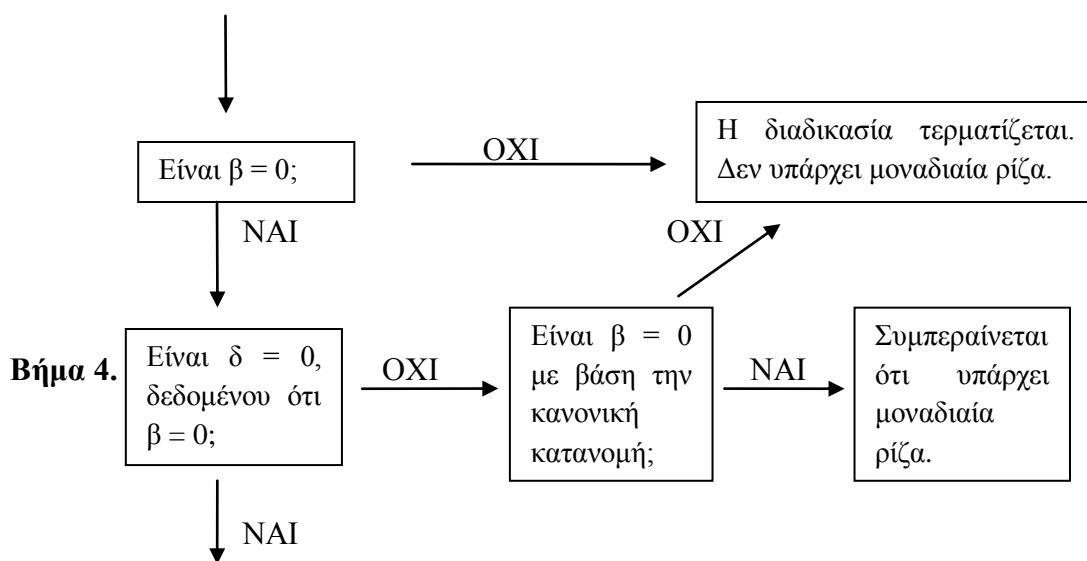 Είναι β = 0;
ΟΧΙ
Η διαδικασία τερματίζεται.
Δεν υπάρχει μοναδιαία ρίζα.
ΝΑΙ
ΟΧΙ
Βήμα 4.
Είναι δ = 0,
δεδομένου ότι
β = 0;
ΟΧΙ
Είναι β = 0
με βάση την
κανονική
κατανομή;
ΝΑΙ
Συμπεραίνεται
ότι υπάρχει
μοναδιαία
ρίζα.
ΝΑΙ